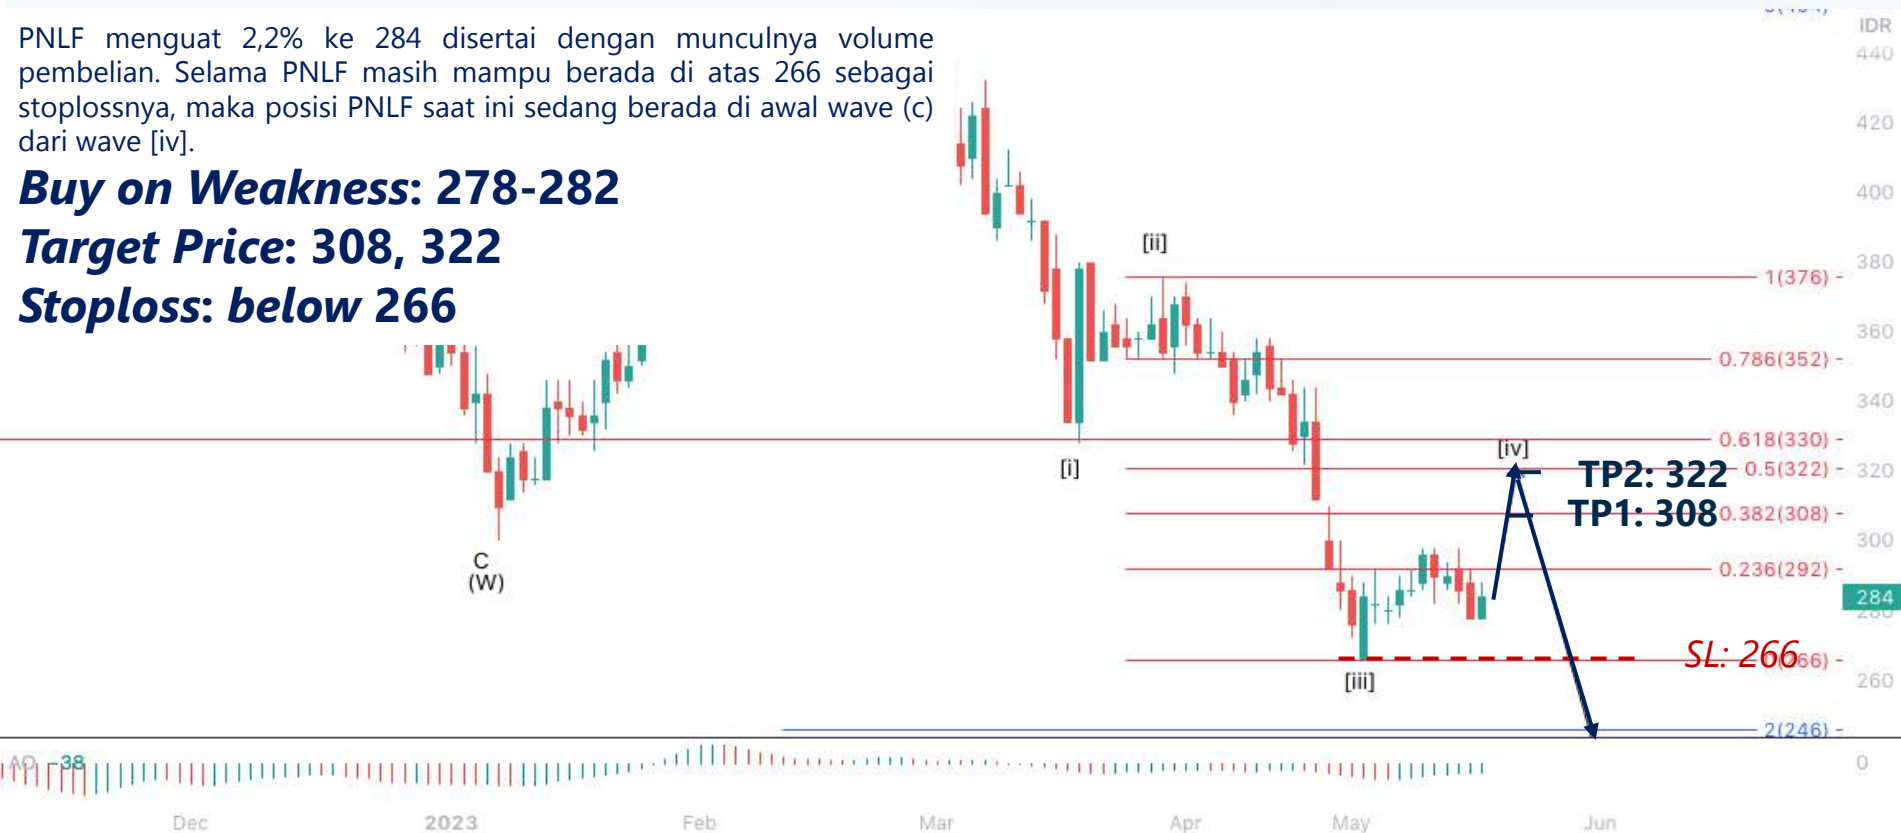 PNLF menguat 2,2% ke 284 disertai dengan munculnya volume
pembelian. Selama PNLF masih mampu berada di atas 266 sebagai
stoplossnya, maka posisi PNLF saat ini sedang berada di awal wave (c)
dari wave [iv].
Buy on Weakness: 278-282
Target Price: 308, 322
Stoploss: below 266
IDR
440
420
400
380
360
340
320
300
284
280
260
0
[ii]
1(376)
0.786(352)
0.618(330)
[iv]
[i]
0.5(322)
TP2: 322
TP1: 308
0.382(308)
C
(W)
0.236(292)
SL: 266
[iii]
2(246)
AO -38
Dec
2023
Feb
Mar
Apr
May
Jun